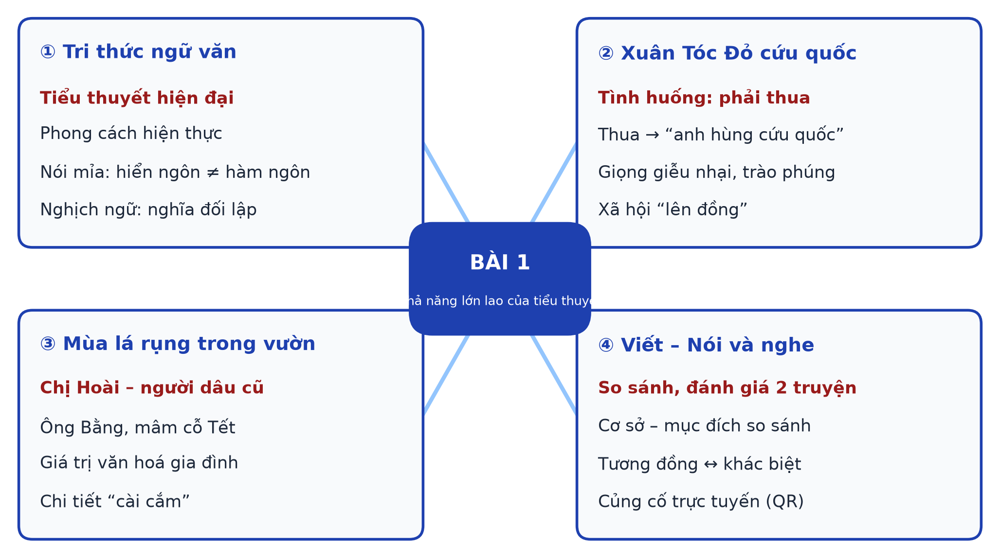 ① Tri thức ngữ văn
Tiểu thuyết hiện đại
Phong cách hiện thực
Nói mỉa: hiển ngôn ≠ hàm ngôn
Nghịch ngữ: nghĩa đối lập
② Xuân Tóc Đỏ cứu quốc
Tình huống: phải thua
Thua → “anh hùng cứu quốc”
Giọng giễu nhại, trào phúng
Xã hội “lên đồng”
BÀI 1
năng lớn lao của tiểu
③ Mùa lá rụng trong vườn
Chị Hoài – người dâu cũ
Ông Bằng, mâm cỗ Tết
Giá trị văn hoá gia đình
Chi tiết “cài cắm”
④ Viết – Nói và nghe
So sánh, đánh giá 2 truyện
Cơ sở – mục đích so sánh
Tương đồng ↔ khác biệt
Củng cố trực tuyến (QR)